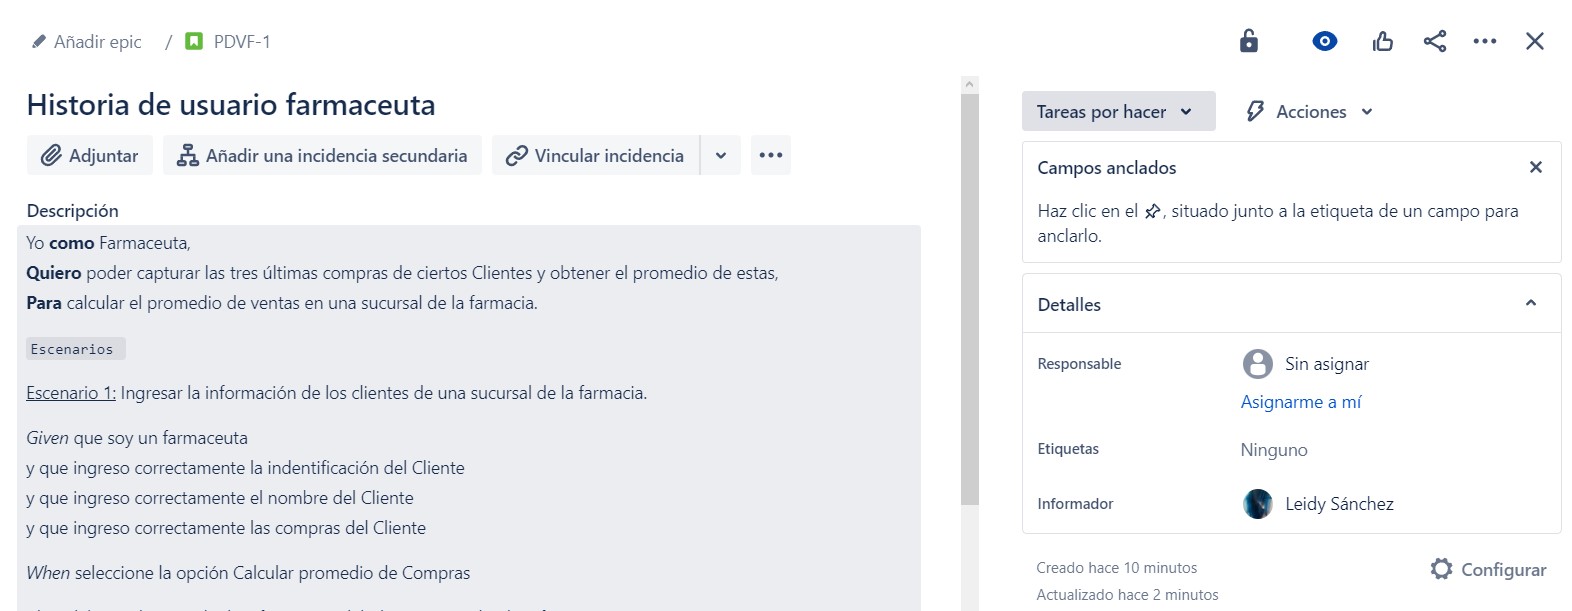 Añadir epic / PDVF-1
Historia de usuario farmaceuta
Adjuntar Añadir una incidencia secundaria Vincular incidencia
Descripción
Yo como Farmaceuta,
Quiero poder capturar las tres últimas compras de ciertos Clientes y obtener el promedio de estas,
Para calcular el promedio de ventas en una sucursal de la farmacia.
Escenarios
Escenario 1: Ingresar la información de los clientes de una sucursal de la farmacia.
Given que soy un farmaceuta
y que ingreso correctamente la indentificación del Cliente
y que ingreso correctamente el nombre del Cliente
y que ingreso correctamente las compras del Cliente
When seleccione la opción Calcular promedio de Compras
Tareas por hacer Acciones
Campos anclados
Haz clic en el , situado junto a la etiqueta de un campo para
anclarlo.
Detalles
Responsable Sin asignar
Asignarme a mí
Etiquetas Ninguno
Informador Leidy Sánchez
Creado hace 10 minutos Configurar
Actualizado hace 2 minutos